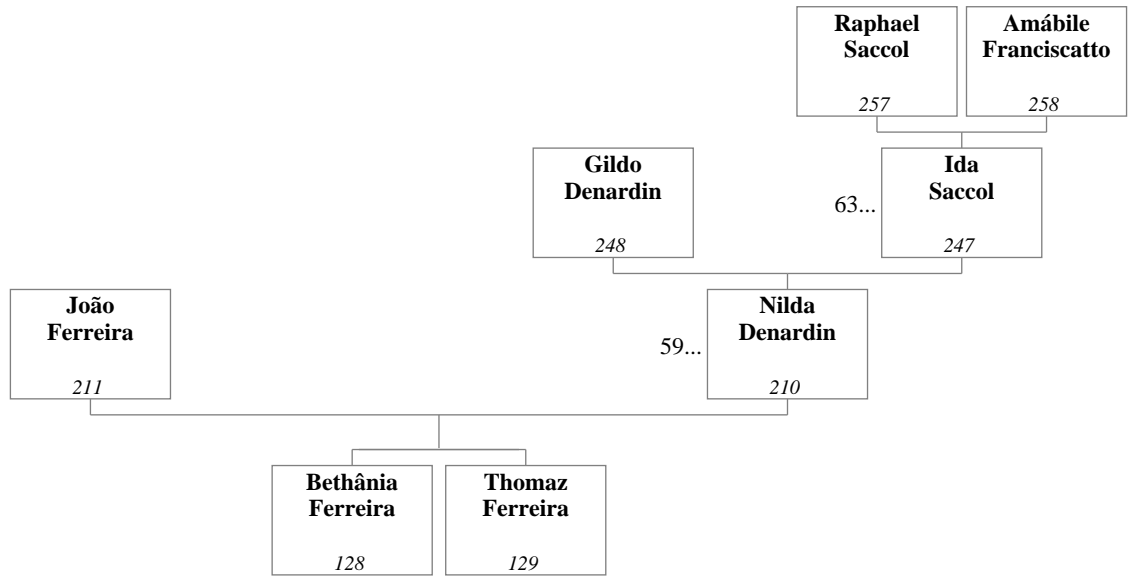 Raphael
Saccol
257
Amábile
Franciscatto
258
Gildo
Denardin
248
63...
Ida
Saccol
247
João
Ferreira
211
59...
Nilda
Denardin
210
Bethânia
Ferreira
128
Thomaz
Ferreira
129